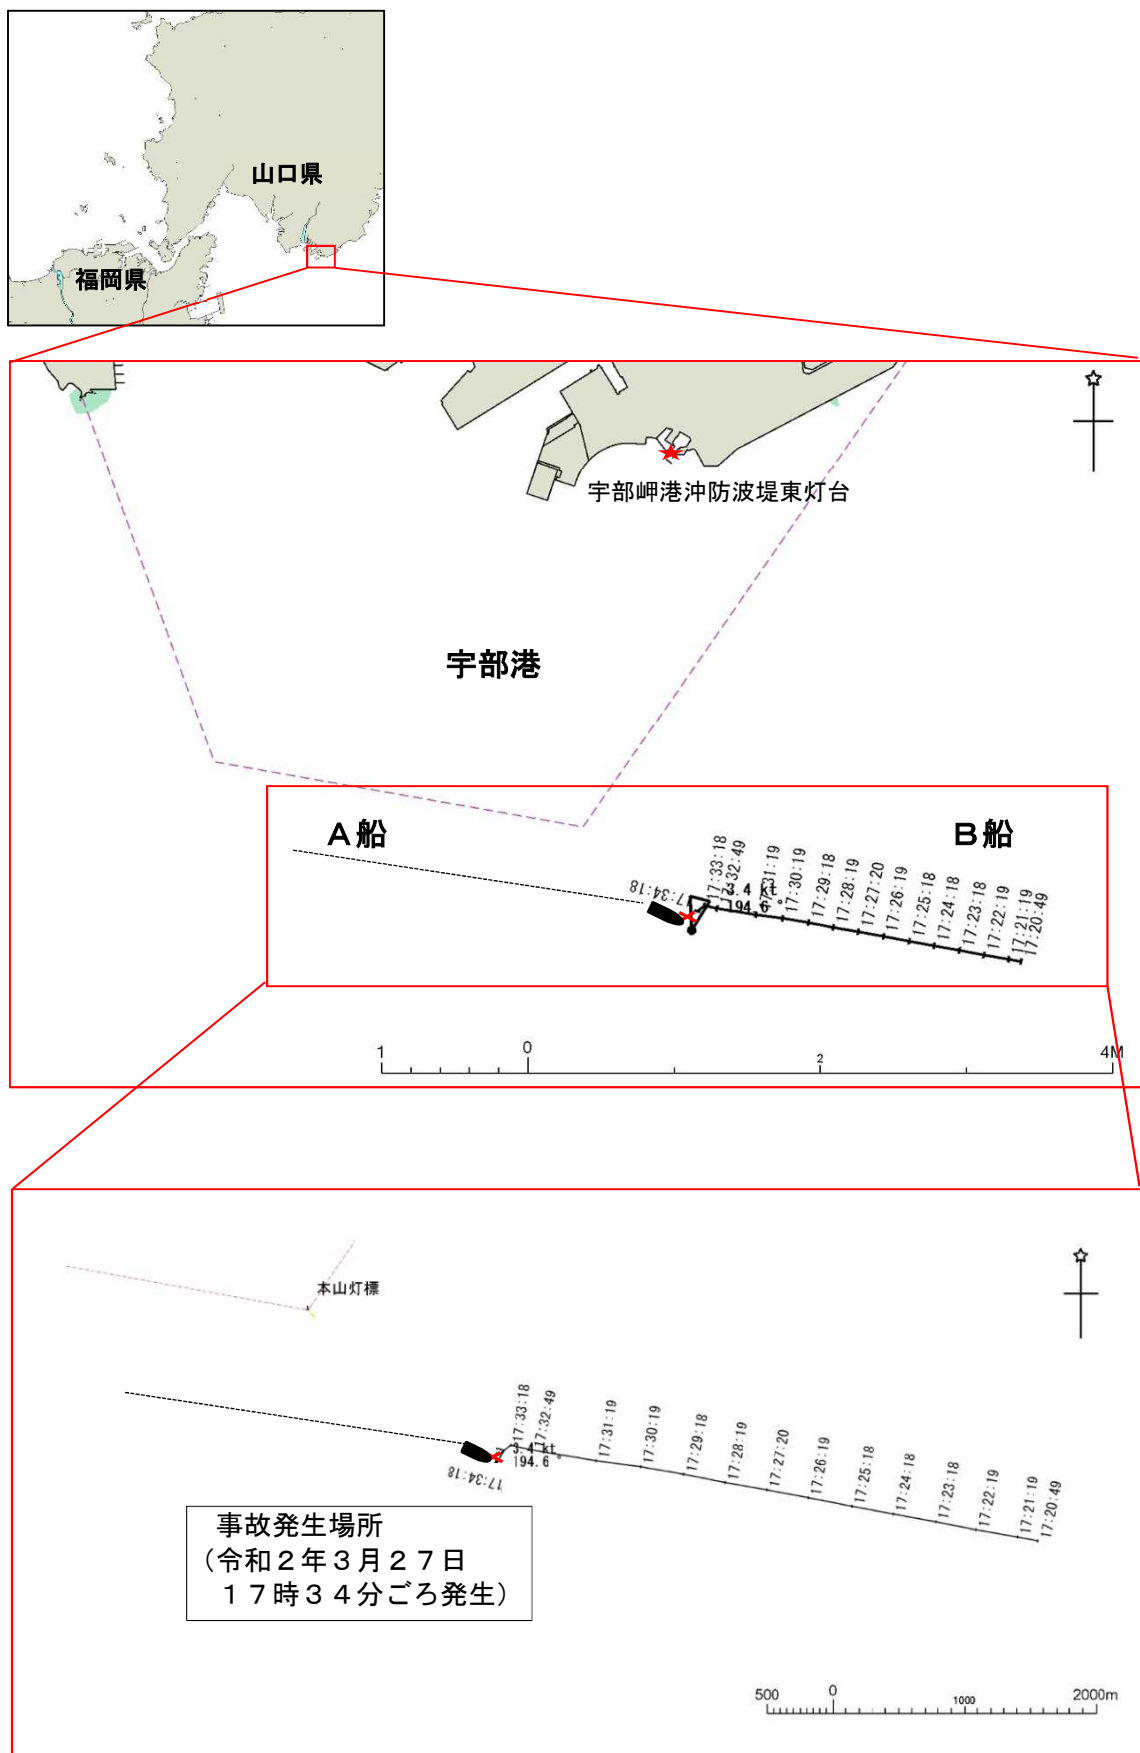 山口県
福岡県
宇部岬港沖防波堤東灯台
宇部港
Ａ船
Ｂ船
17:34:18
17:33:18
17:32:49
17:31:19
17:30:19
17:29:18
17:28:19
17:27:20
17:26:19
17:25:18
17:24:18
17:23:18
17:22:19
17:21:19
17:20:49
3.4 kt
194.6 °
1
0
2
4M
本山灯標
17:33:18
17:32:49
17:31:19
17:30:19
17:29:18
17:28:19
17:27:20
17:26:19
17:25:18
17:24:18
17:23:18
17:22:19
17:21:19
17:20:49
3.4 kt
194.6 °
17:34:18
事故発生場所
（令和２年３月２７日
１７時３４分ごろ発生）
500
0
1000
2000m